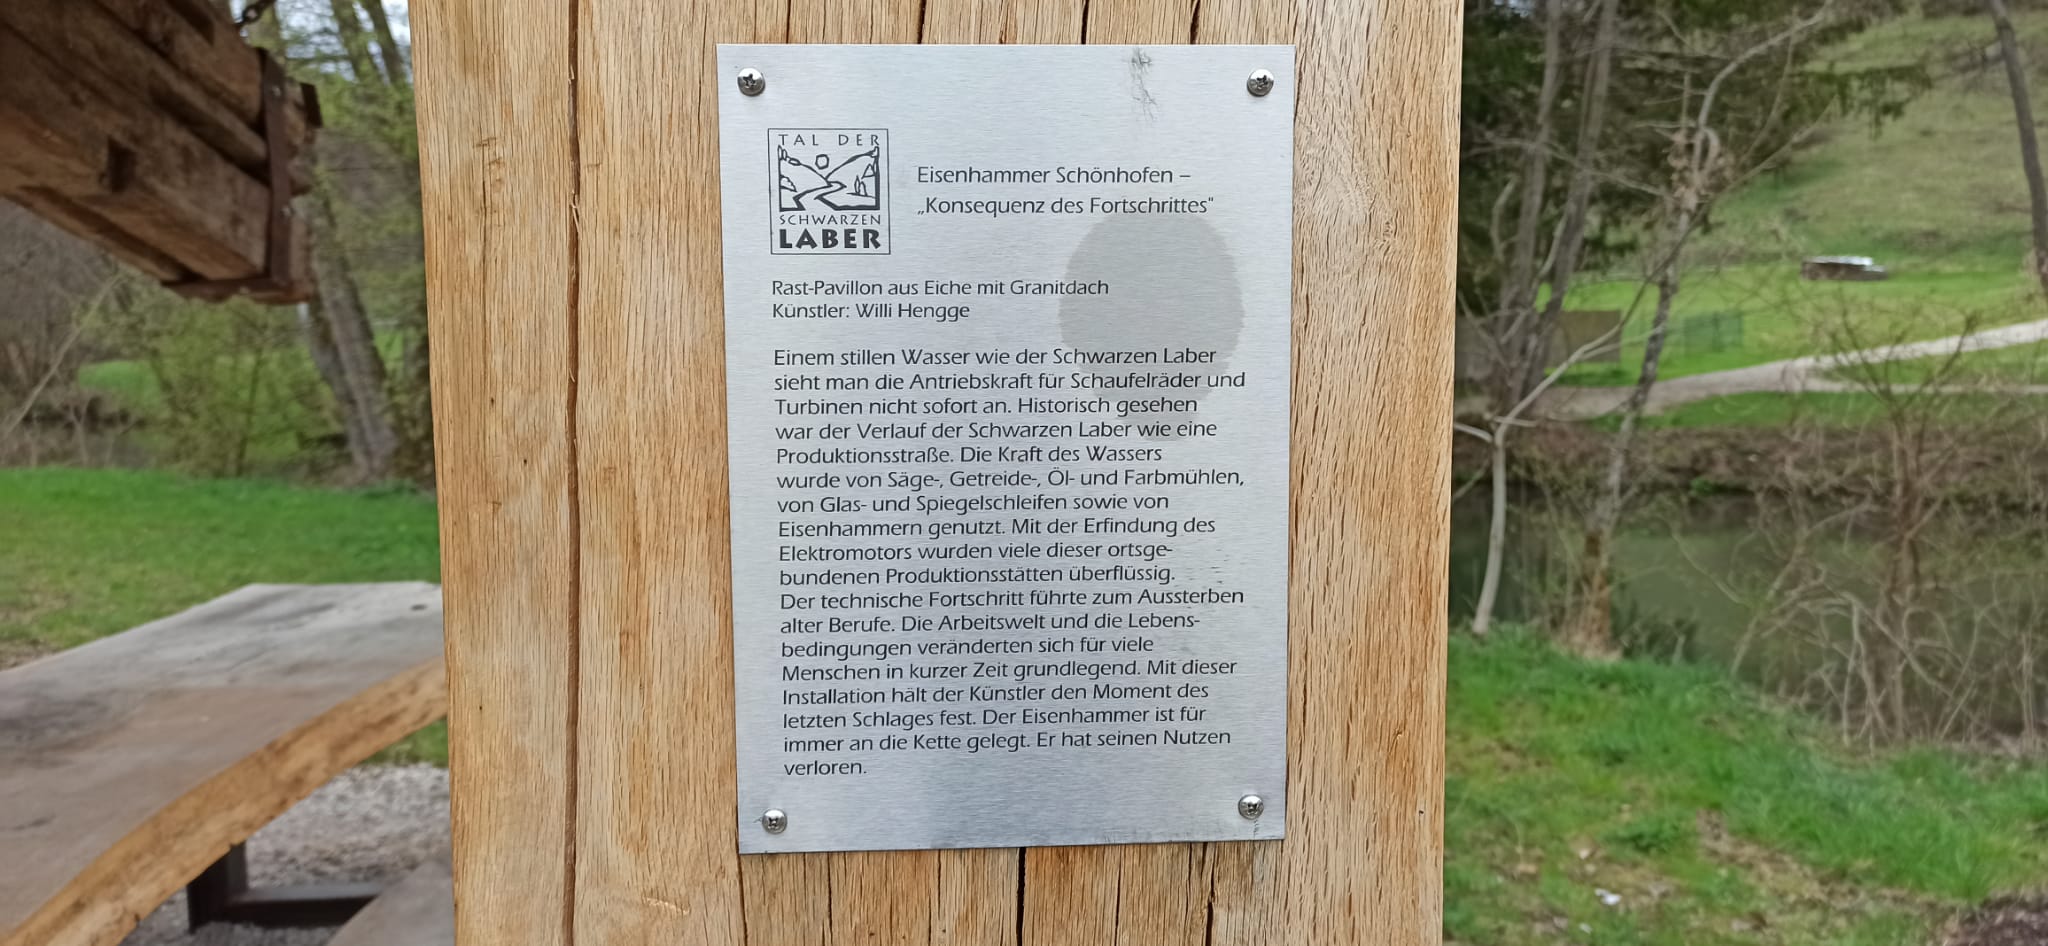 TAL DER
SCHWARZEN
LABER
Eisenhammer Schönhofen –
„Konsequenz des Fortschrittes“
Rast-Pavillon aus Eiche mit Granitdach
Künstler: Willi Hengge
Einem stillen Wasser wie der Schwarzen Laber
sieht man die Antriebskraft für Schaufelräder und
Turbinen nicht sofort an. Historisch gesehen
war der Verlauf der Schwarzen Laber wie eine
Produktionsstraße. Die Kraft des Wassers
wurde von Säge-, Getreide-, Öl- und Farbmühlen,
von Glas- und Spiegelschleifen sowie von
Eisenhammern genutzt. Mit der Erfindung des
Elektromotors wurden viele dieser ortsge-
bundenen Produktionsstätten überflüssig.
Der technische Fortschritt führte zum Aussterben
alter Berufe. Die Arbeitswelt und die Lebens-
bedingungen veränderten sich für viele
Menschen in kurzer Zeit grundlegend. Mit dieser
Installation hält der Künstler den Moment des
letzten Schlages fest. Der Eisenhammer ist für
immer an die Kette gelegt. Er hat seinen Nutzen
verloren.